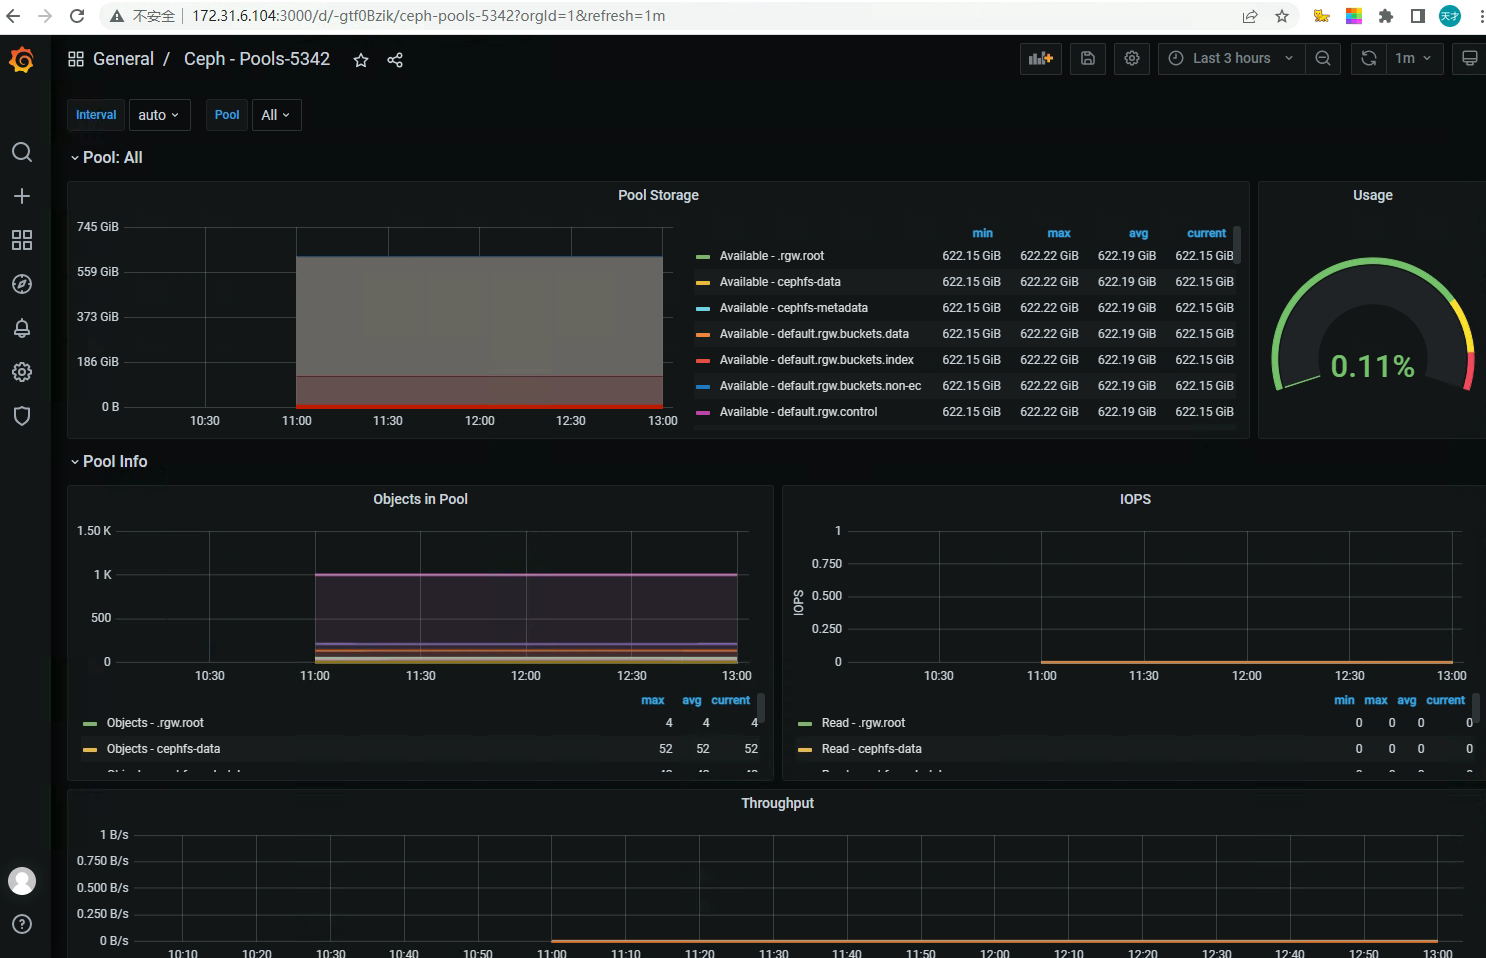 不安全 172.31.6.104:3000/d/-gtf0Bzik/ceph-pools-5342?orgId=1&refresh=1m
天才
General / Ceph - Pools-5342
Last 3 hours
1m
Interval auto Pool All
Pool: All
Pool Storage
745 GiB
559 GiB
373 GiB
186 GiB
0 B
10:30 11:00 11:30 12:00 12:30 13:00
min max avg current
Available - .rgw.root 622.15 GiB 622.22 GiB 622.19 GiB 622.15 GiB
Available - cephfs-data 622.15 GiB 622.22 GiB 622.19 GiB 622.15 GiB
Available - cephfs-metadata 622.15 GiB 622.22 GiB 622.19 GiB 622.15 GiB
Available - default.rgw.buckets.data 622.15 GiB 622.22 GiB 622.19 GiB 622.15 GiB
Available - default.rgw.buckets.index 622.15 GiB 622.22 GiB 622.19 GiB 622.15 GiB
Available - default.rgw.buckets.non-ec 622.15 GiB 622.22 GiB 622.19 GiB 622.15 GiB
Available - default.rgw.control 622.15 GiB 622.22 GiB 622.19 GiB 622.15 GiB
Usage
0.11%
Pool Info
Objects in Pool
1.50 K
1 K
500
0
10:30 11:00 11:30 12:00 12:30 13:00
max avg current
Objects - .rgw.root 4 4 4
Objects - cephfs-data 52 52 52
IOPS
IOPS
1
0.750
0.500
0.250
0
10:30 11:00 11:30 12:00 12:30 13:00
min max avg current
Read - .rgw.root 0 0 0 0
Read - cephfs-data 0 0 0 0
Throughput
1 B/s
0.750 B/s
0.500 B/s
0.250 B/s
0 B/s
10:10 10:20 10:30 10:40 10:50 11:00 11:10 11:20 11:30 11:40 11:50 12:00 12:10 12:20 12:30 12:40 12:50 13:00